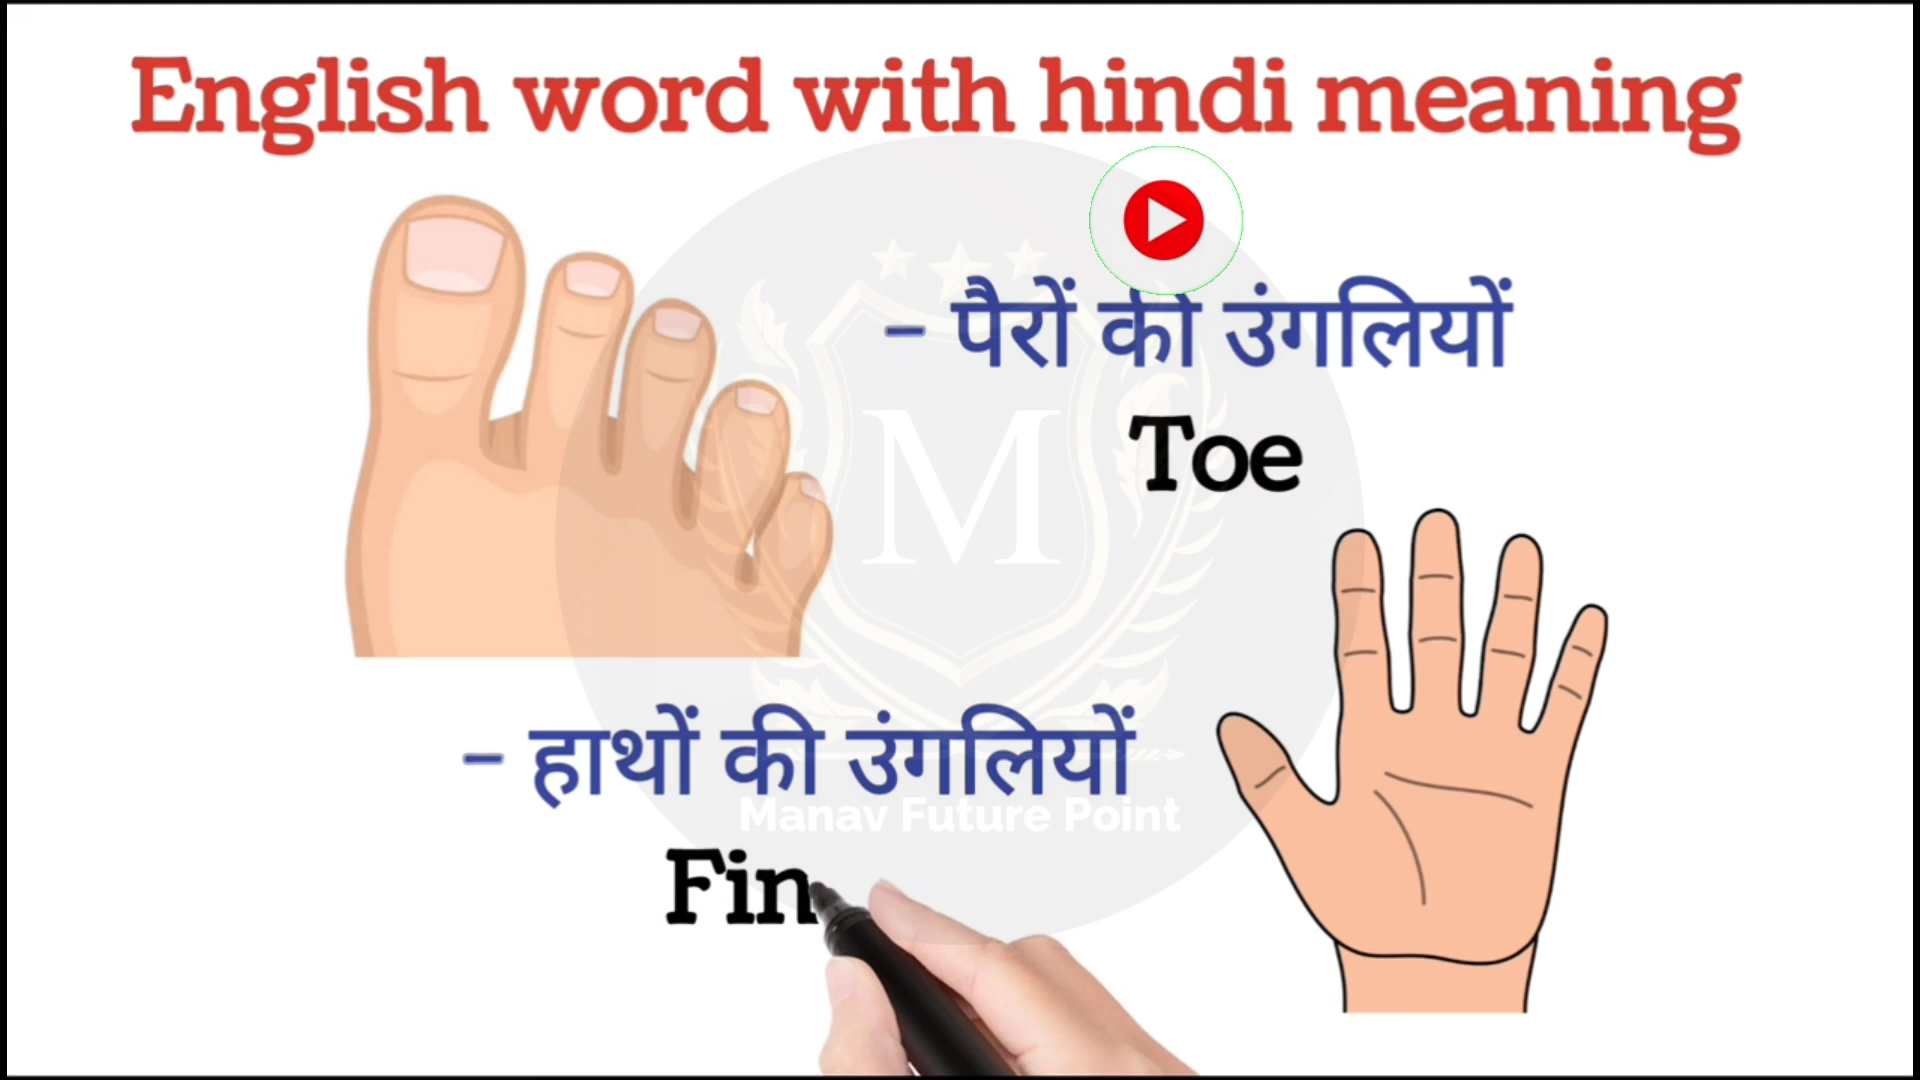 English word with hindi meaning
- पैरों की उंगलियों
Toe
M
- हाथों की उंगलियों
Manav Future Point
Fin